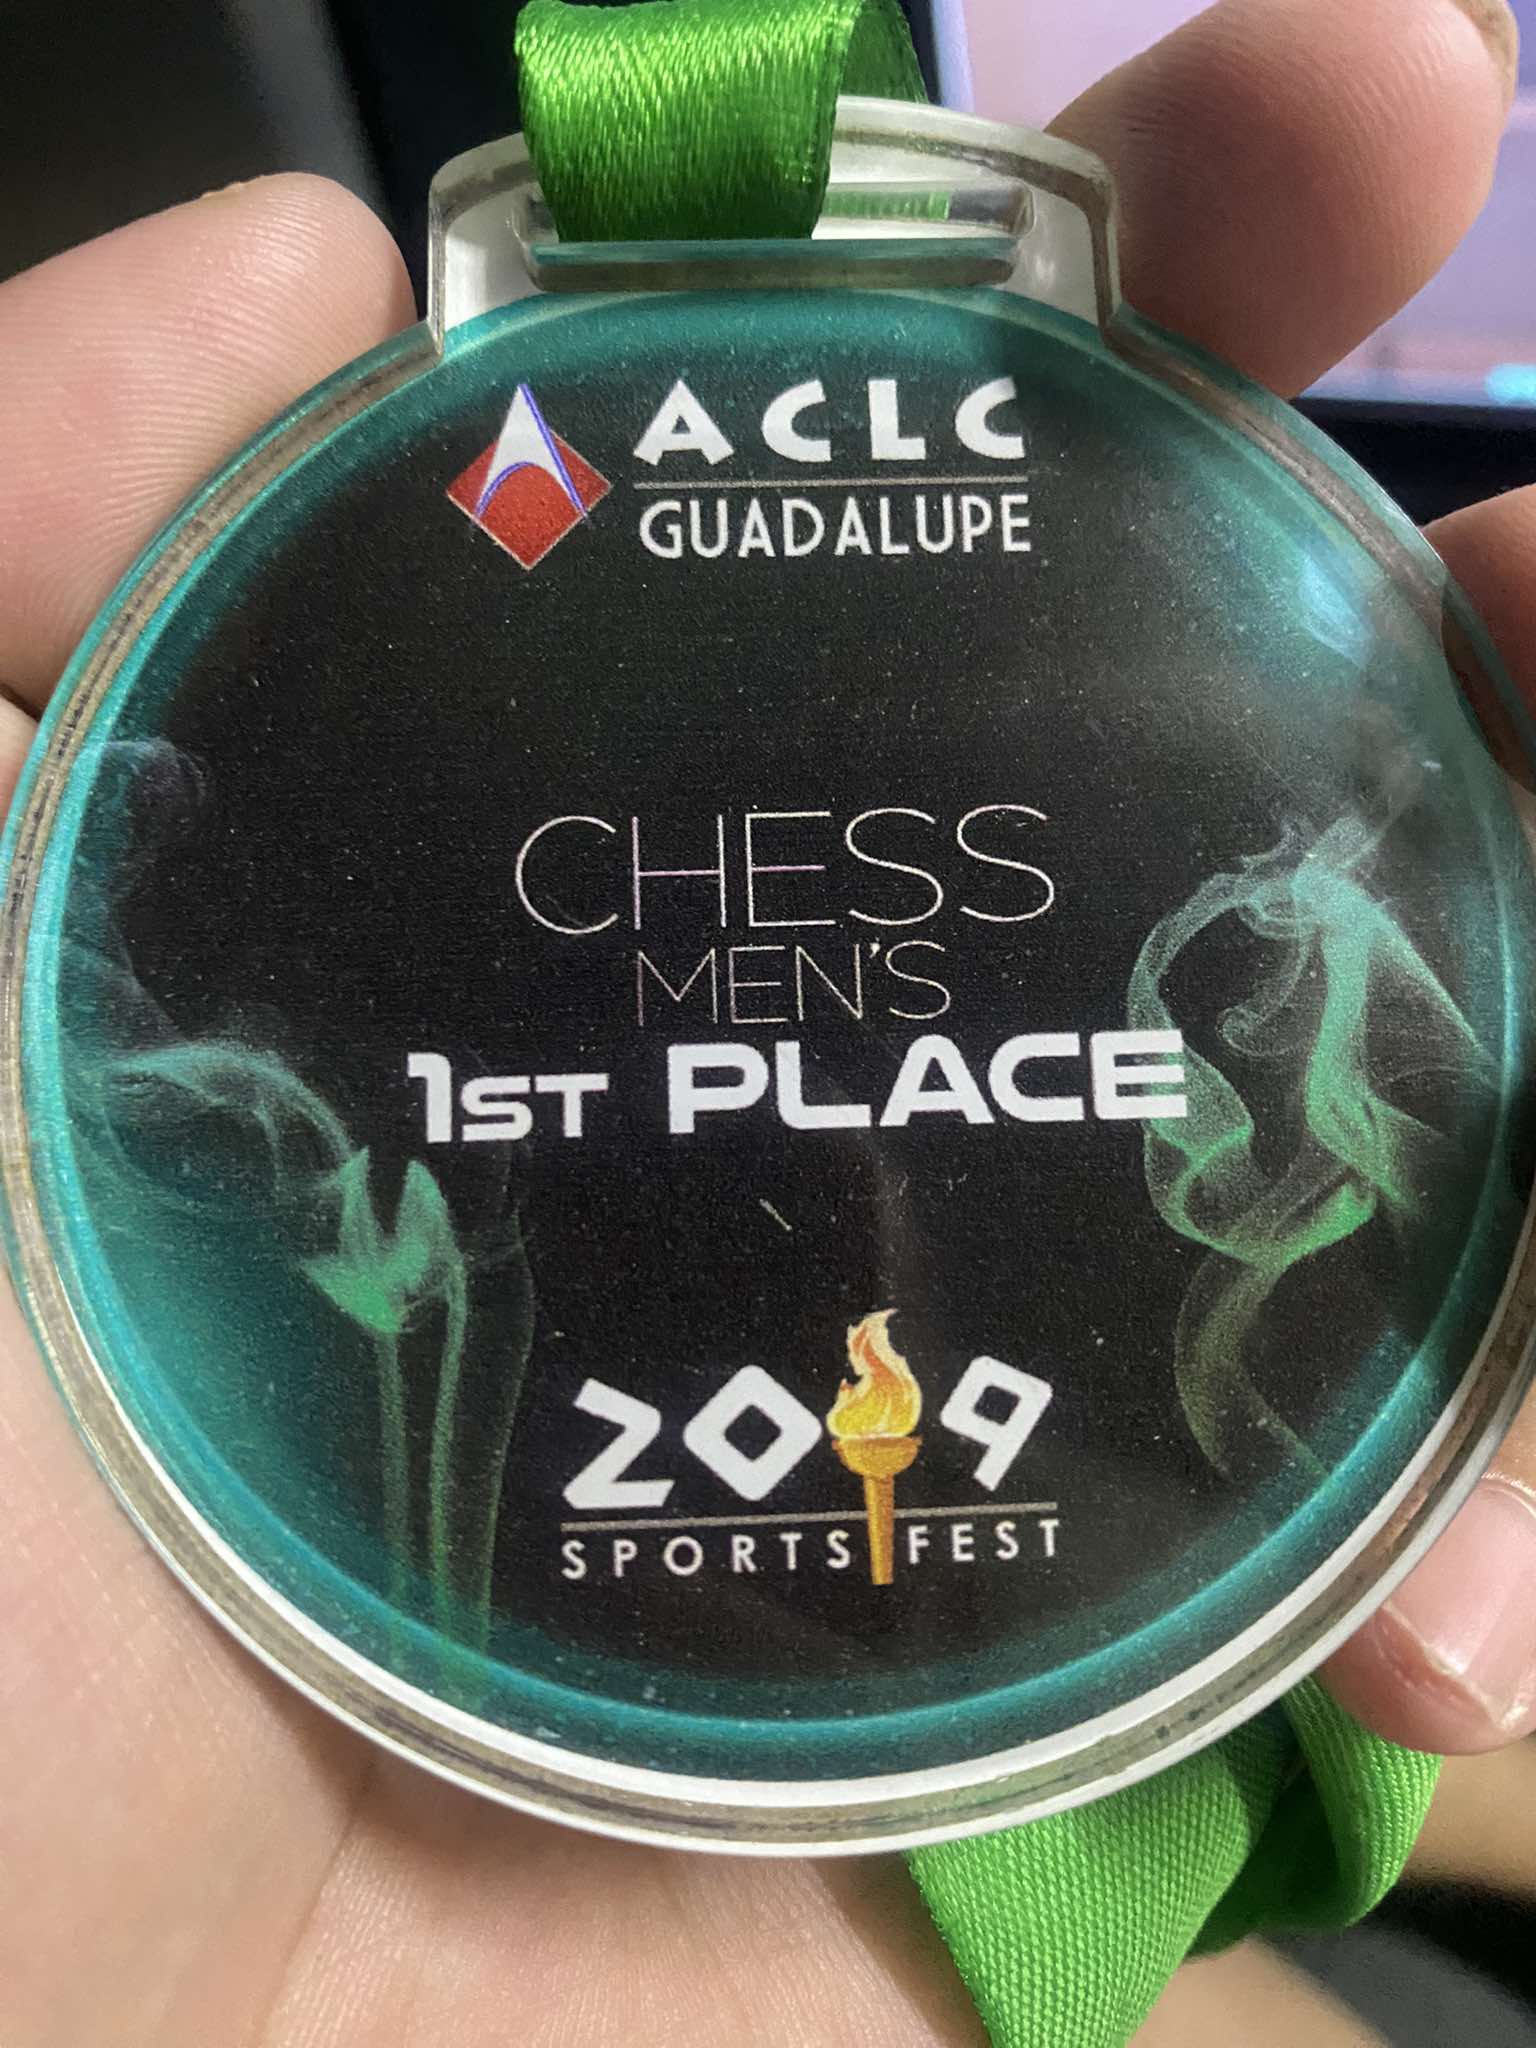 ACLC
GUADALUPE
CHESS
MEN'S
1ST PLACE
2019
SPORTS FEST